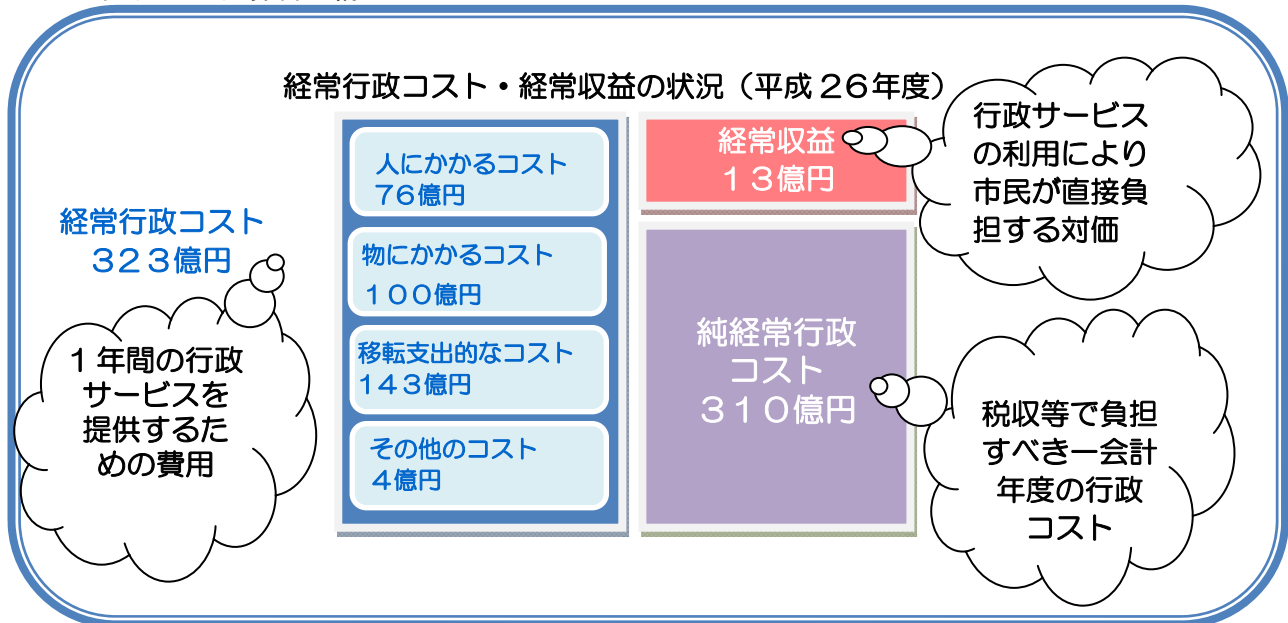 経常行政コスト・経常収益の状況（平成２６年度）
経常行政コスト
３２３億円
１年間の行政
サービスを
提供するた
めの費用
人にかかるコスト
７６億円
物にかかるコスト
１００億円
移転支出的なコスト
１４３億円
その他のコスト
４億円
経常収益
１３億円
純経常行政
コスト
３１０億円
行政サービス
の利用により
市民が直接負
担する対価
税収等で負担
すべき一会計
年度の行政
コスト